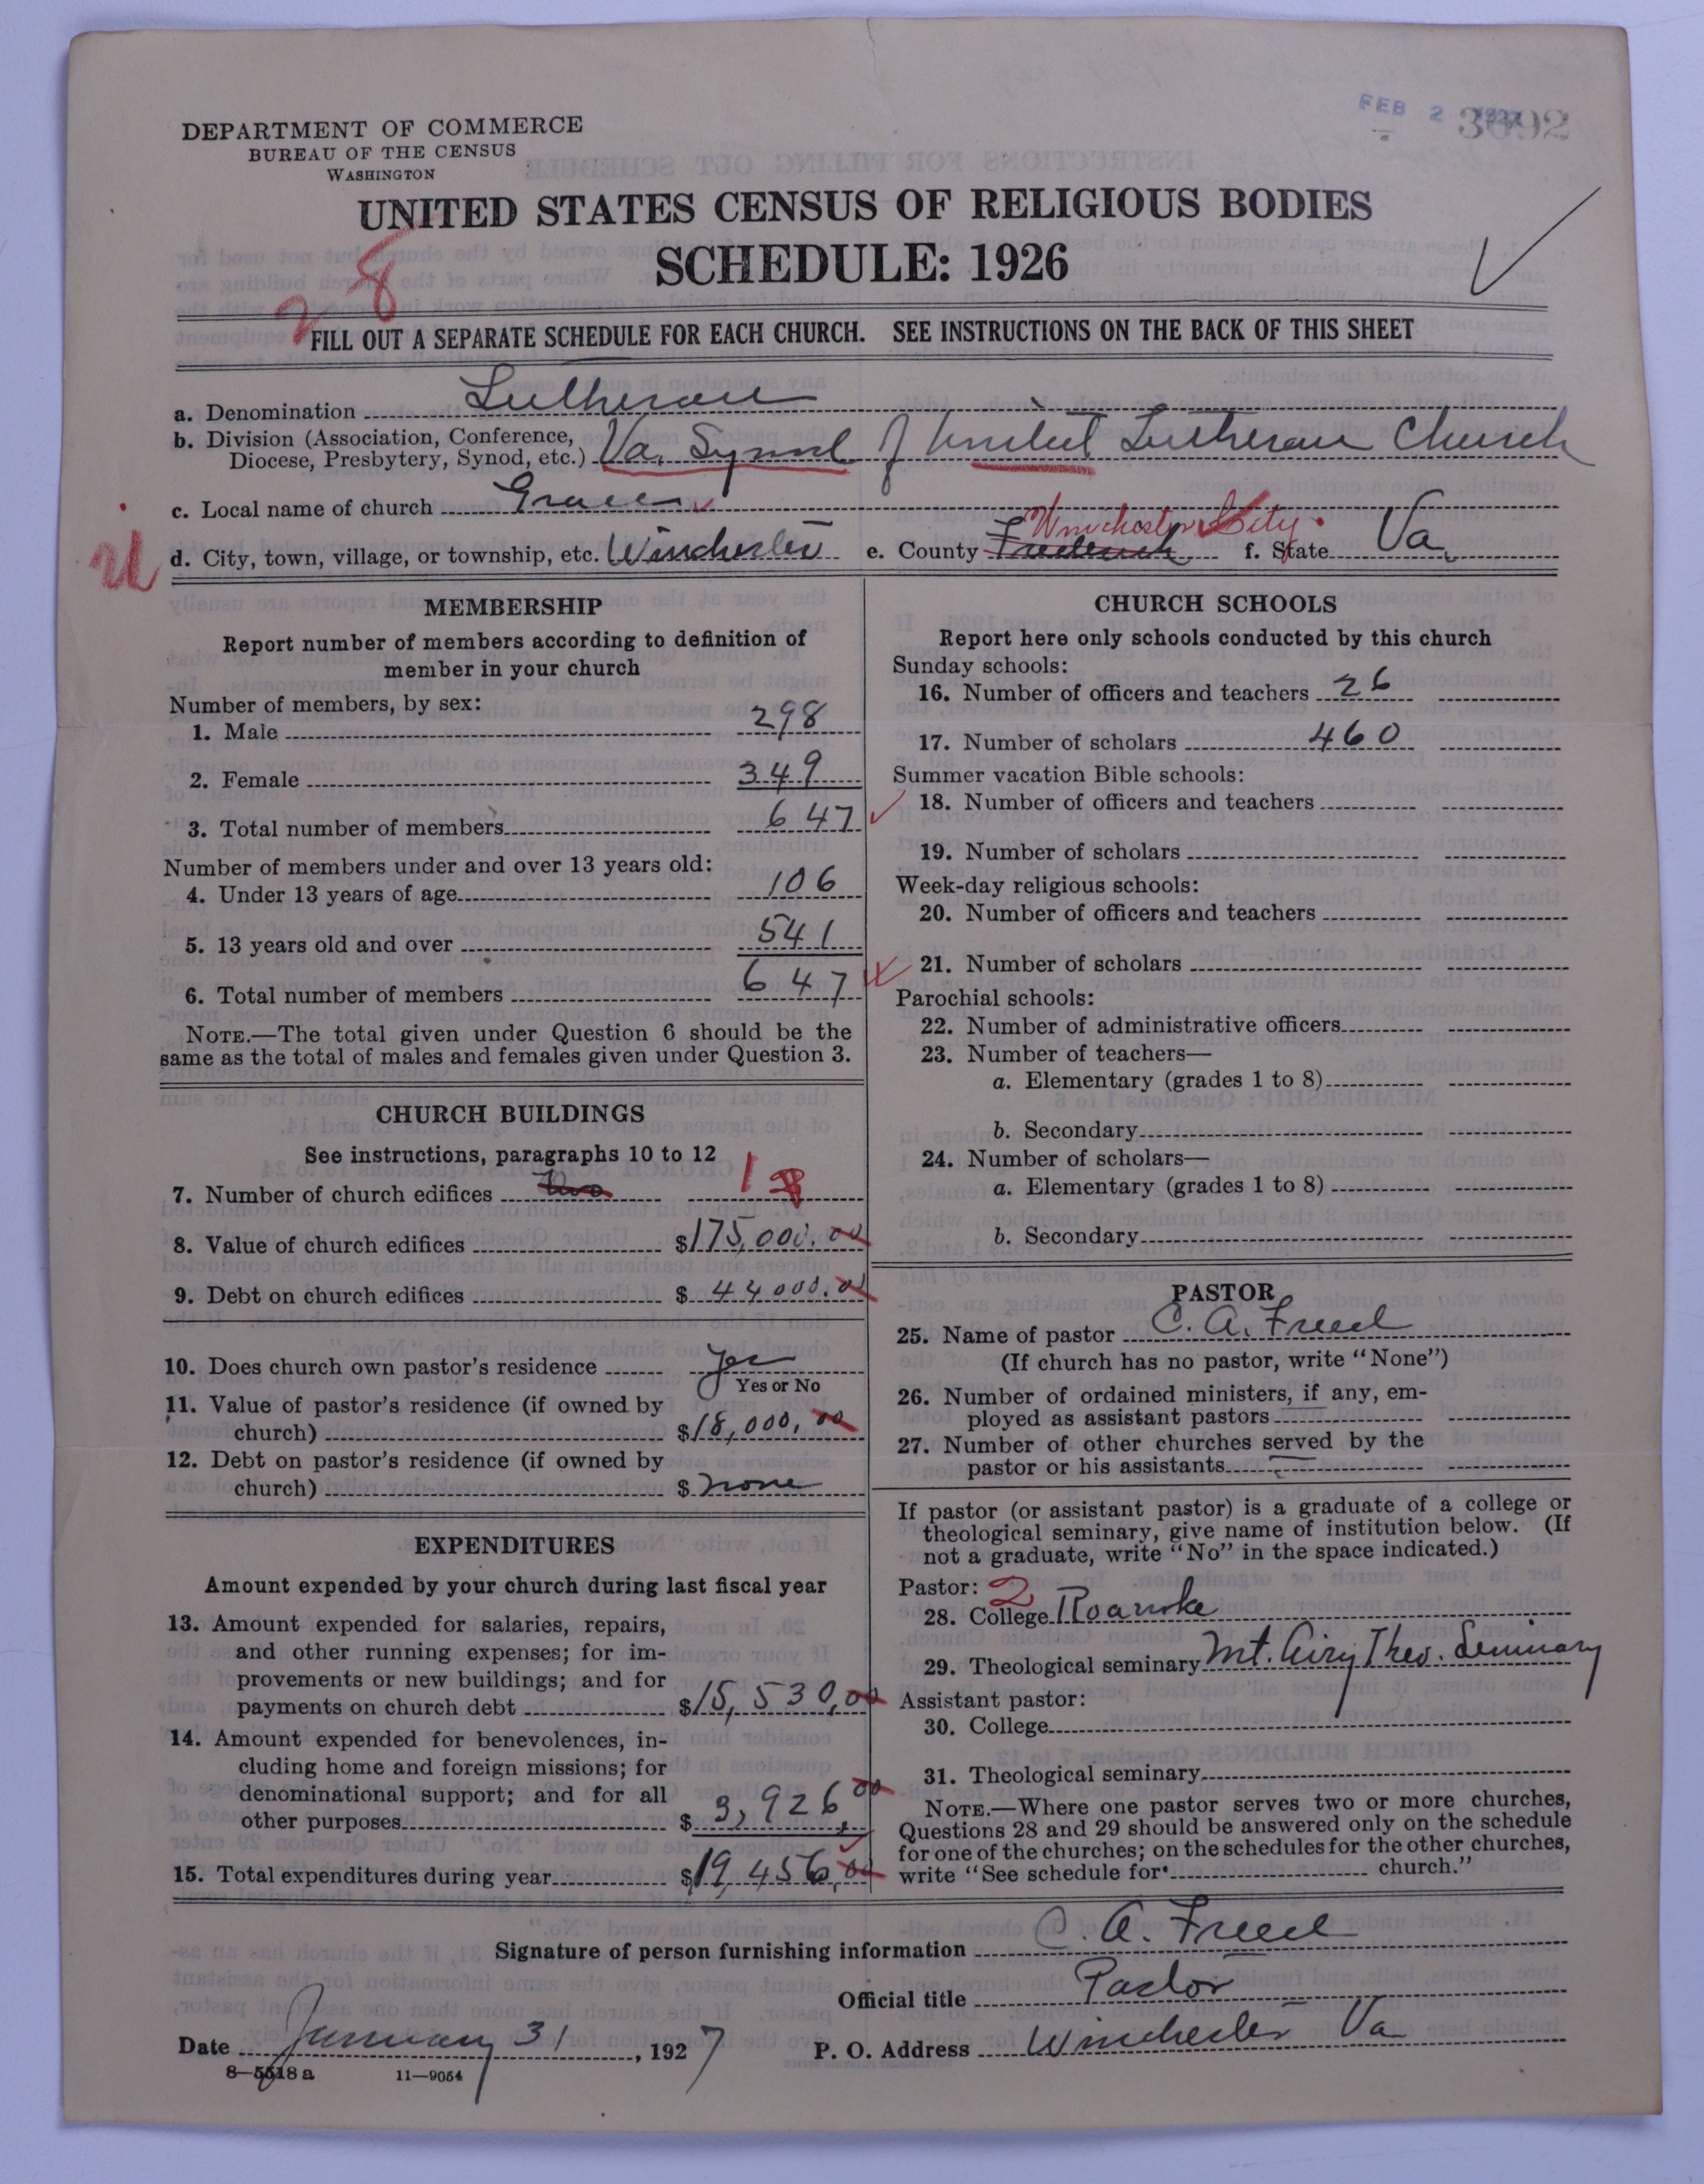 FEB 2 1927 3692
DEPARTMENT OF COMMERCE
BUREAU OF THE CENSUS
WASHINGTON
UNITED STATES CENSUS OF RELIGIOUS BODIES
SCHEDULE: 1926
2 8
FILL OUT A SEPARATE SCHEDULE FOR EACH CHURCH. SEE INSTRUCTIONS ON THE BACK OF THIS SHEET
a. Denomination Lutheran
b. Division (Association, Conference,
Diocese, Presbytery, Synod, etc.) Va. Synod of United Lutheran Church
c. Local name of church Grace
Winchester City
d. City, town, village, or township, etc. Winchester e. County Frederick f. State Va.
u
MEMBERSHIP
Report number of members according to definition of
member in your church
Number of members, by sex:
1. Male 298
2. Female 349
3. Total number of members 647
Number of members under and over 13 years old:
4. Under 13 years of age 106
5. 13 years old and over 541
6. Total number of members 647
NOTE.—The total given under Question 6 should be the
same as the total of males and females given under Question 3.
CHURCH BUILDINGS
See instructions, paragraphs 10 to 12
7. Number of church edifices Two 1
8. Value of church edifices $175,000.00
9. Debt on church edifices $ 44000.00
10. Does church own pastor's residence Yes
Yes or No
11. Value of pastor's residence (if owned by
church) $18,000.00
12. Debt on pastor's residence (if owned by
church) $ none
EXPENDITURES
Amount expended by your church during last fiscal year
13. Amount expended for salaries, repairs,
and other running expenses; for im-
provements or new buildings; and for
payments on church debt $15,530,00
14. Amount expended for benevolences, in-
cluding home and foreign missions; for
denominational support; and for all
other purposes $ 3,926,00
15. Total expenditures during year $19,456,00
CHURCH SCHOOLS
Report here only schools conducted by this church
Sunday schools:
16. Number of officers and teachers 26
17. Number of scholars 460
Summer vacation Bible schools:
18. Number of officers and teachers
19. Number of scholars
Week-day religious schools:
20. Number of officers and teachers
21. Number of scholars
Parochial schools:
22. Number of administrative officers
23. Number of teachers—
a. Elementary (grades 1 to 8)
b. Secondary
24. Number of scholars—
a. Elementary (grades 1 to 8)
b. Secondary
PASTOR
25. Name of pastor C. A. Freed
(If church has no pastor, write "None")
26. Number of ordained ministers, if any, em-
ployed as assistant pastors
27. Number of other churches served by the
pastor or his assistants
If pastor (or assistant pastor) is a graduate of a college or
theological seminary, give name of institution below. (If
not a graduate, write "No" in the space indicated.)
Pastor: 2
28. College Roanoke
29. Theological seminary Mt. Airy Theo. Seminary
Assistant pastor:
30. College
31. Theological seminary
NOTE.—Where one pastor serves two or more churches,
Questions 28 and 29 should be answered only on the schedule
for one of the churches; on the schedules for the other churches,
write "See schedule for church."
Signature of person furnishing information C. A. Freed
Official title Pastor
Date January 31, 1927 P. O. Address Winchester Va
8—5518 a 11—9054